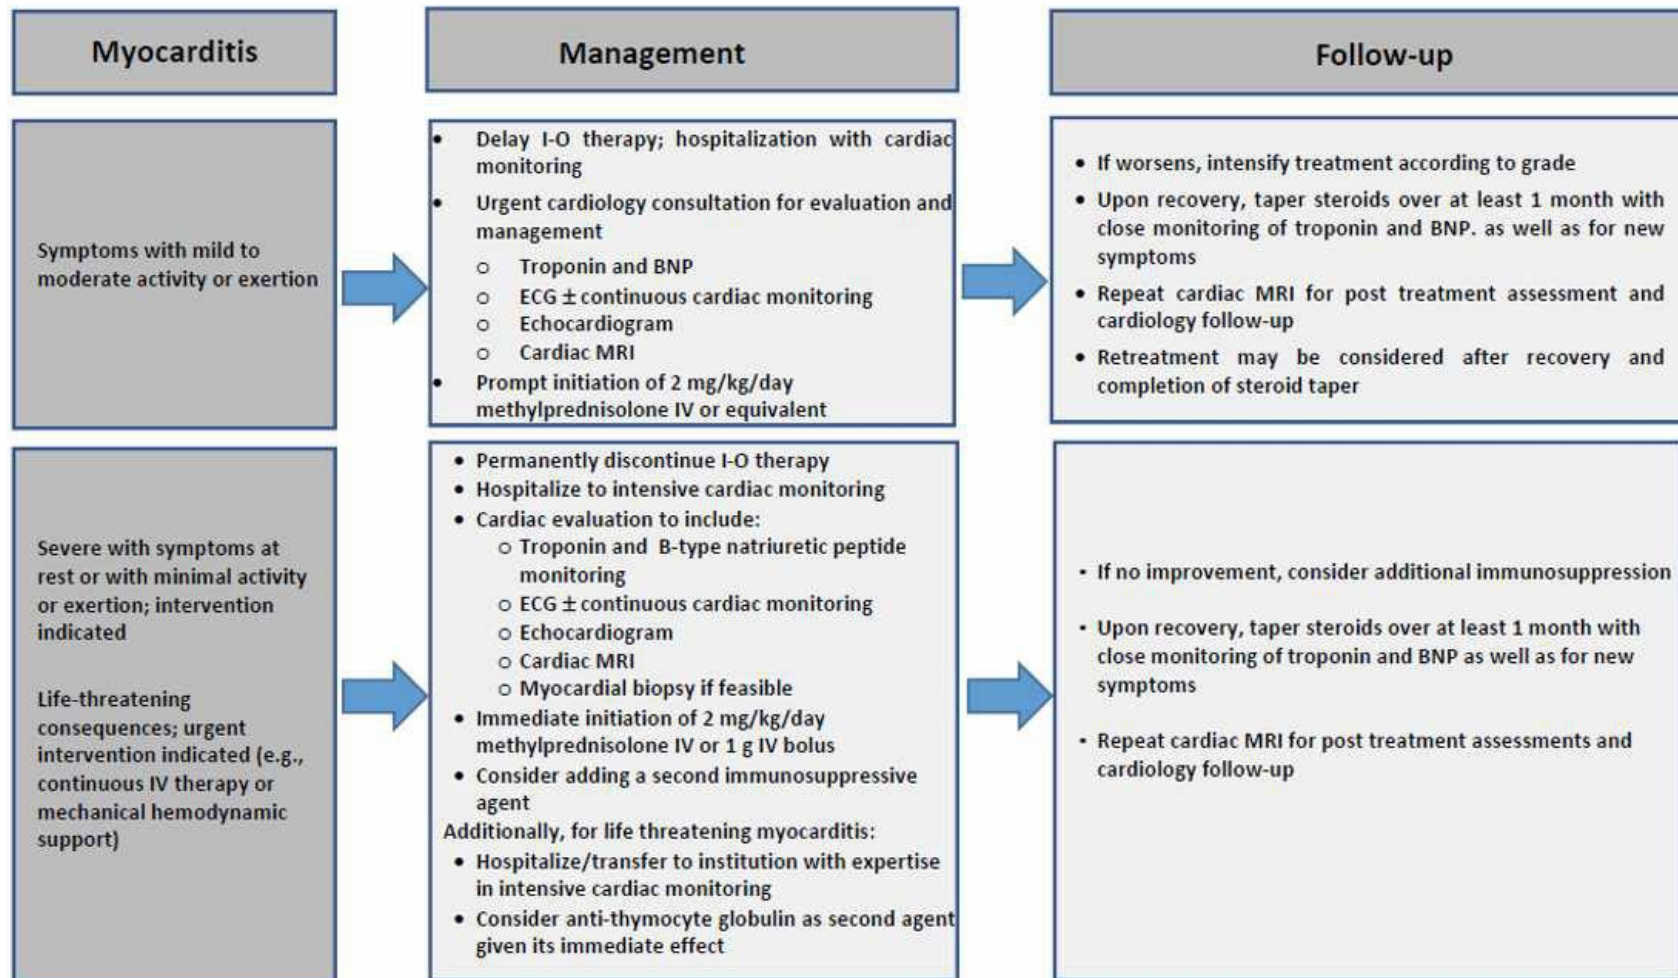 Myocarditis
Management
Follow-up
Symptoms with mild to
moderate activity or exertion
• Delay I-O therapy; hospitalization with cardiac
monitoring
• Urgent cardiology consultation for evaluation and
management
o Troponin and BNP
o ECG ± continuous cardiac monitoring
o Echocardiogram
o Cardiac MRI
• Prompt initiation of 2 mg/kg/day
methylprednisolone IV or equivalent
• If worsens, intensify treatment according to grade
• Upon recovery, taper steroids over at least 1 month with
close monitoring of troponin and BNP. as well as for new
symptoms
• Repeat cardiac MRI for post treatment assessment and
cardiology follow-up
• Retreatment may be considered after recovery and
completion of steroid taper
Severe with symptoms at
rest or with minimal activity
or exertion; intervention
indicated
Life-threatening
consequences; urgent
intervention indicated (e.g.,
continuous IV therapy or
mechanical hemodynamic
support)
• Permanently discontinue I-O therapy
• Hospitalize to intensive cardiac monitoring
• Cardiac evaluation to include:
o Troponin and B-type natriuretic peptide
monitoring
o ECG ± continuous cardiac monitoring
o Echocardiogram
o Cardiac MRI
o Myocardial biopsy if feasible
• Immediate initiation of 2 mg/kg/day
methylprednisolone IV or 1 g IV bolus
• Consider adding a second immunosuppressive
agent
Additionally, for life threatening myocarditis:
• Hospitalize/transfer to institution with expertise
in intensive cardiac monitoring
• Consider anti-thymocyte globulin as second agent
given its immediate effect
• If no improvement, consider additional immunosuppression
• Upon recovery, taper steroids over at least 1 month with
close monitoring of troponin and BNP as well as for new
symptoms
• Repeat cardiac MRI for post treatment assessments and
cardiology follow-up